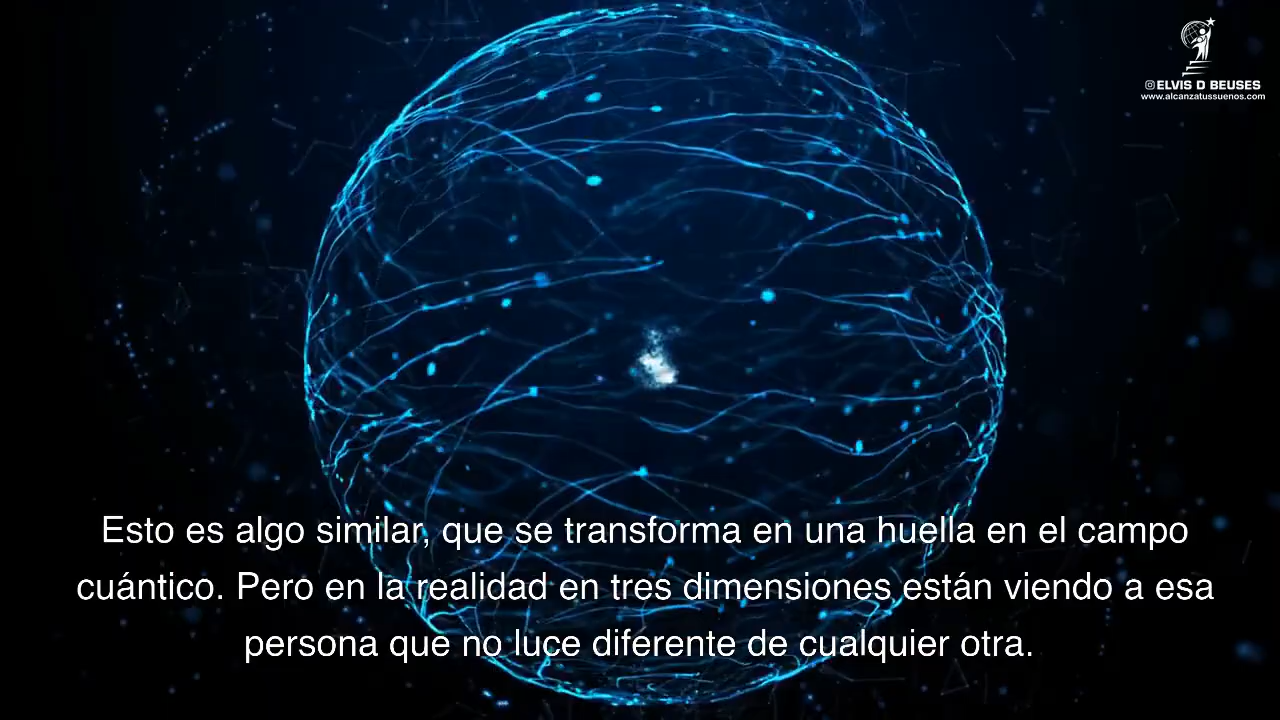 ELVIS D BEUSES
www.alcanzatussuenos.com
Esto es algo similar, que se transforma en una huella en el campo
cuántico. Pero en la realidad en tres dimensiones están viendo a esa
persona que no luce diferente de cualquier otra.